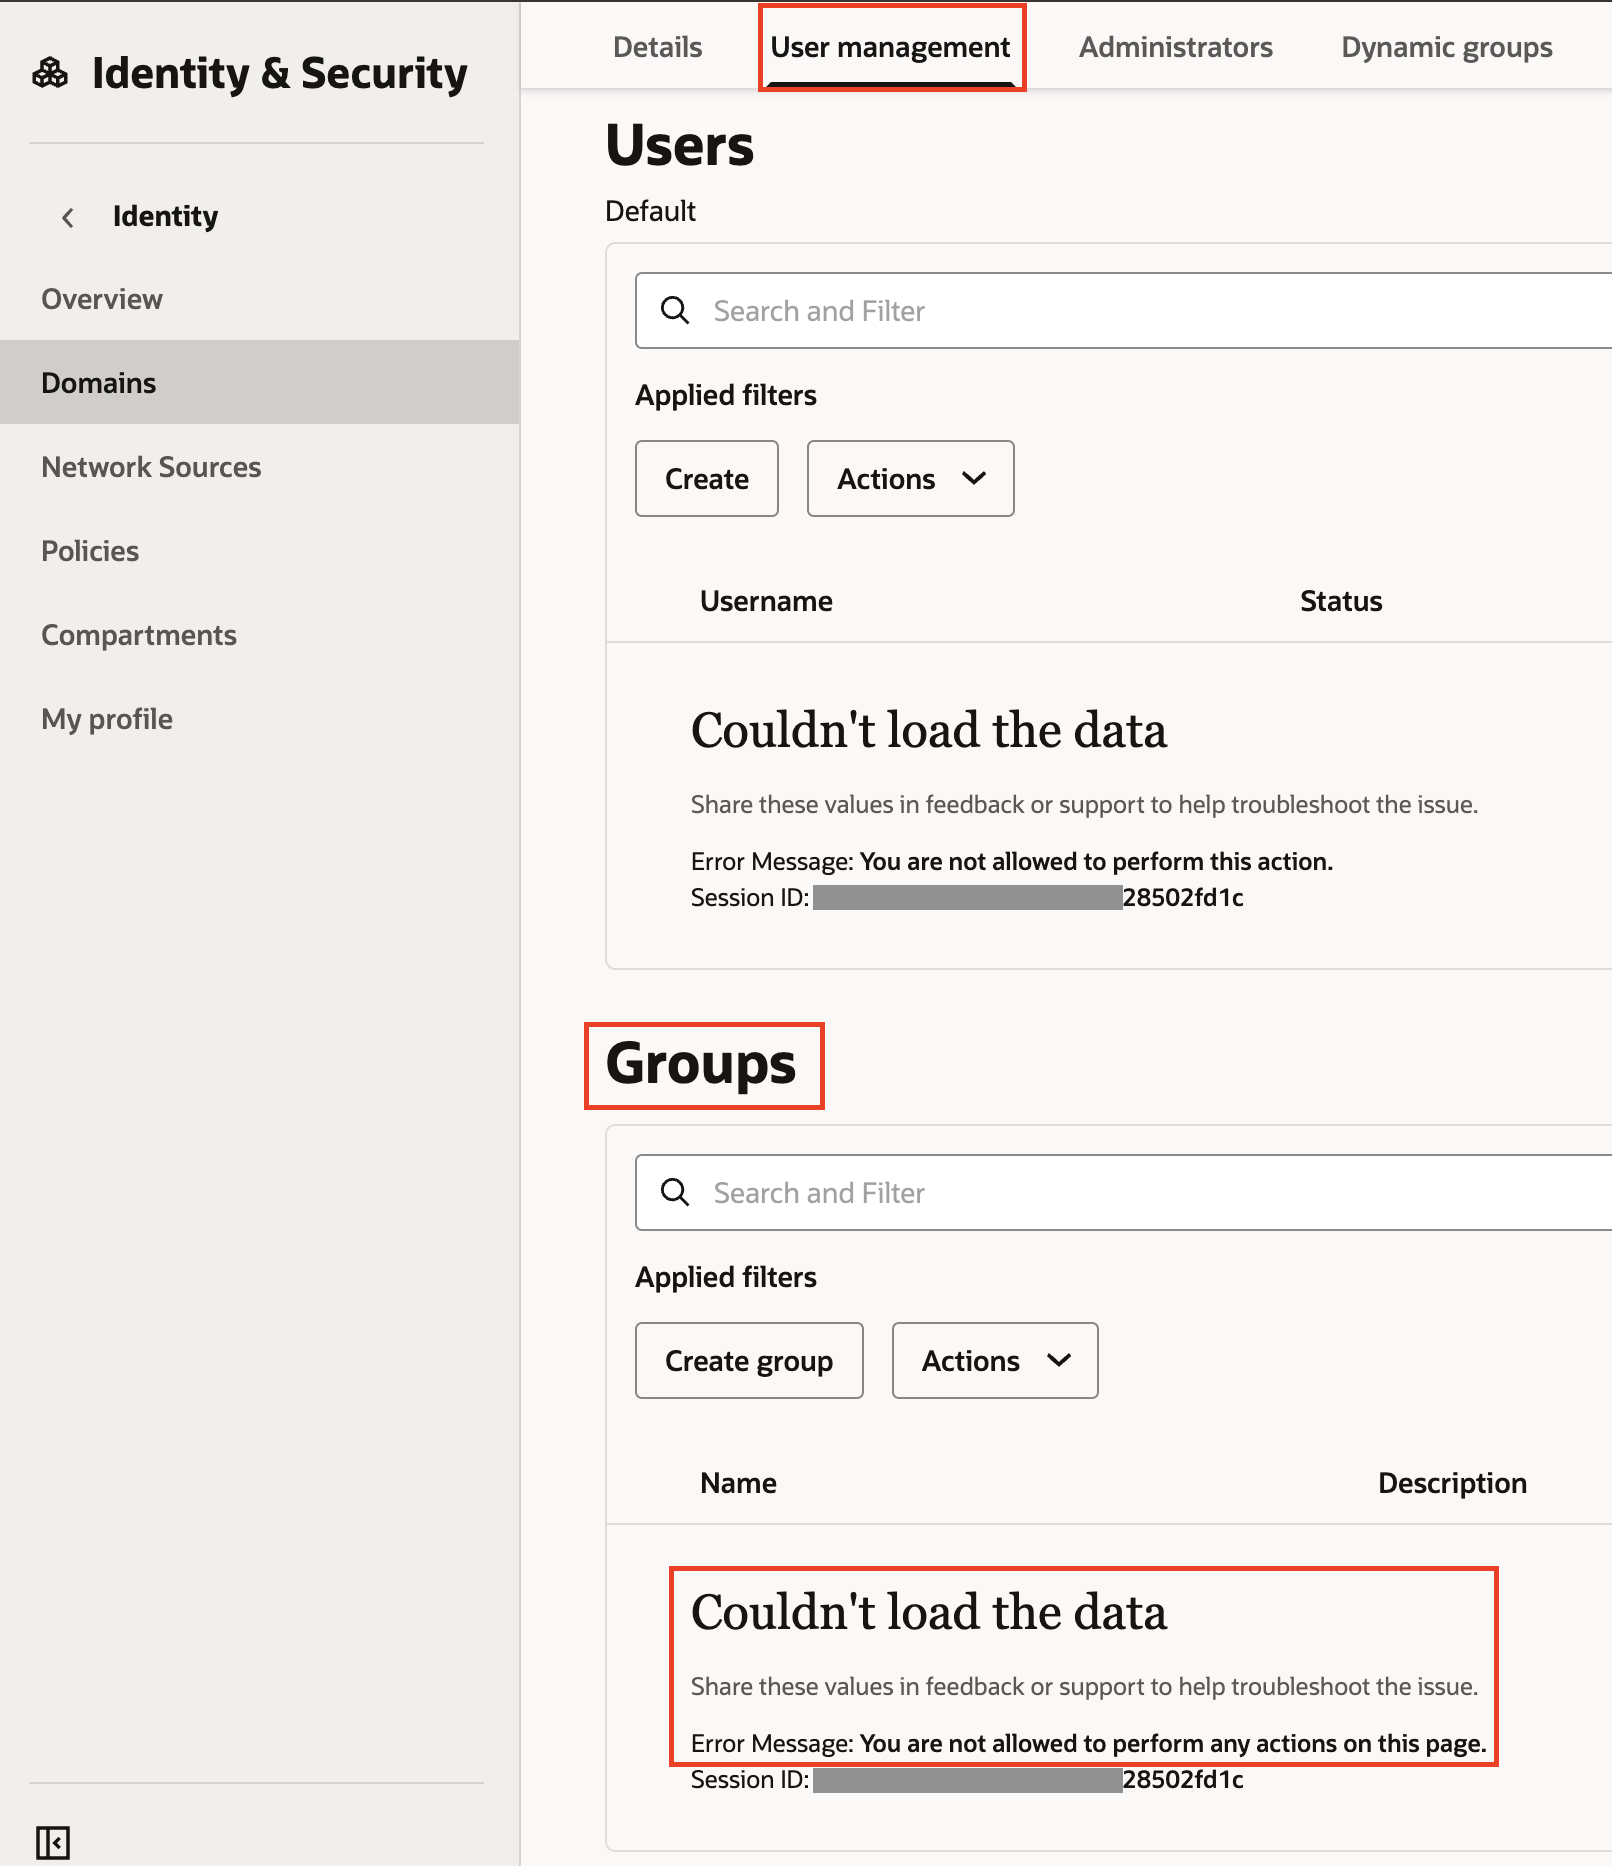 Identity & Security
Identity
Overview
Domains
Network Sources
Policies
Compartments
My profile
Details
User management
Administrators
Dynamic groups
Users
Default
Search and Filter
Applied filters
Create
Actions
Username
Status
Couldn't load the data
Share these values in feedback or support to help troubleshoot the issue.
Error Message: You are not allowed to perform this action.
Session ID: 28502fd1c
Groups
Search and Filter
Applied filters
Create group
Actions
Name
Description
Couldn't load the data
Share these values in feedback or support to help troubleshoot the issue.
Error Message: You are not allowed to perform any actions on this page.
Session ID: 28502fd1c